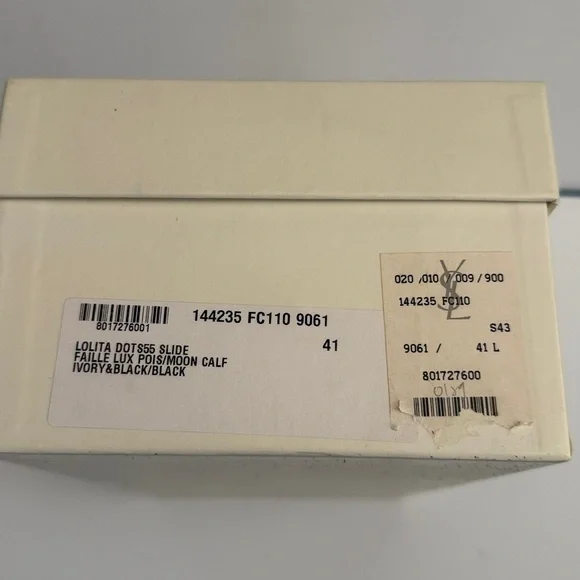 144235 FC110 9061
8017276001
41
LOLITA DOTS55 SLIDE
FAILLE LUX POIS/MOON CALF
IVORY&BLACK/BLACK
020 /010 / 009 / 900
YSL
144235 FC110
S43
9061 / 41 L
801727600